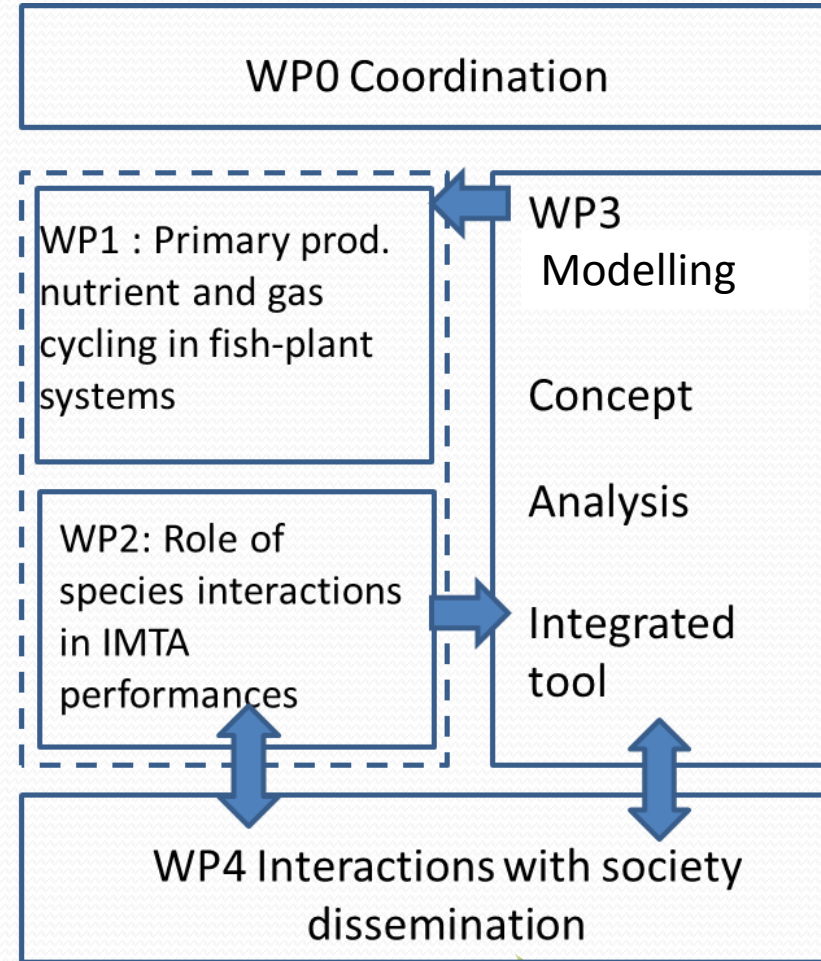 WP0 Coordination
WP1 : Primary prod.
nutrient and gas
cycling in fish-plant
systems
WP2: Role of
species interactions
in IMTA
performances
WP3
Modelling
Concept
Analysis
Integrated
tool
WP4 Interactions with society
dissemination